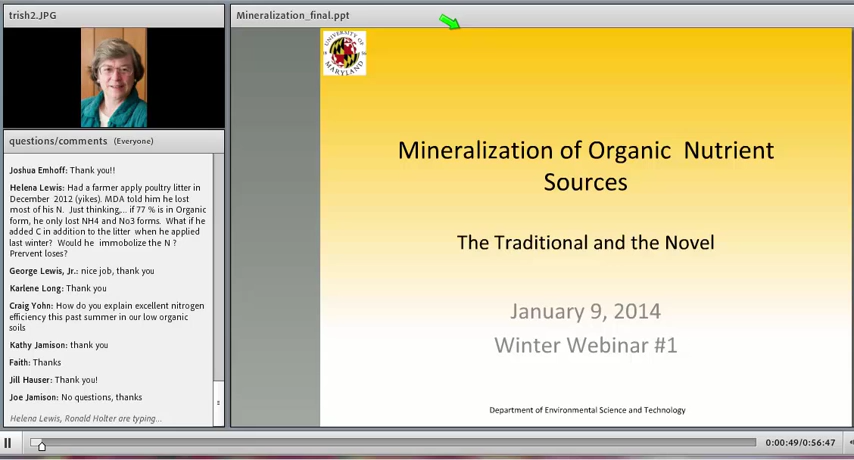 trish2.JPG
Mineralization_final.ppt
UNIVERSITY OF
MARYLAND
questions/comments (Everyone)
Joshua Emhoff: Thank you!!
Helena Lewis: Had a farmer apply poultry litter in
December 2012 (yikes). MDA told him he lost
most of his N. Just thinking,... if 77 % is in Organic
form, he only lost NH4 and No3 forms. What if he
added C in addition to the litter when he applied
last winter? Would he immobolize the N ?
Prervent loses?
George Lewis, Jr.: nice job, thank you
Karlene Long: Thank you
Craig Yohn: How do you explain excellent nitrogen
efficiency this past summer in our low organic
soils
Kathy Jamison: thank you
Faith: Thanks
Jill Hauser: Thank you!
Joe Jamison: No questions, thanks
Helena Lewis, Ronald Holter are typing...
Mineralization of Organic Nutrient
Sources
The Traditional and the Novel
January 9, 2014
Winter Webinar #1
Department of Environmental Science and Technology
0:00:49/0:56:47